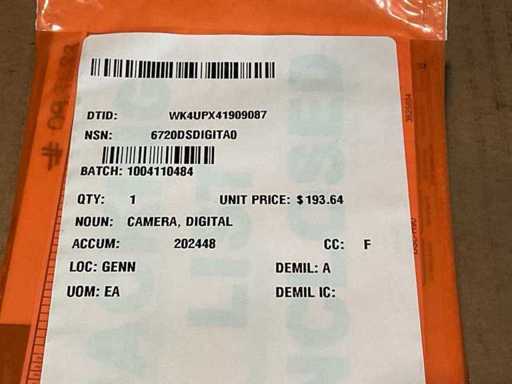 DTID: WK4UPX41909087
NSN: 6720DSDIGITA0
BATCH: 1004110484
QTY: 1 UNIT PRICE: $ 193.64
NOUN: CAMERA, DIGITAL
ACCUM: 202448 CC: F
LOC: GENN DEMIL: A
UOM: EA DEMIL IC: